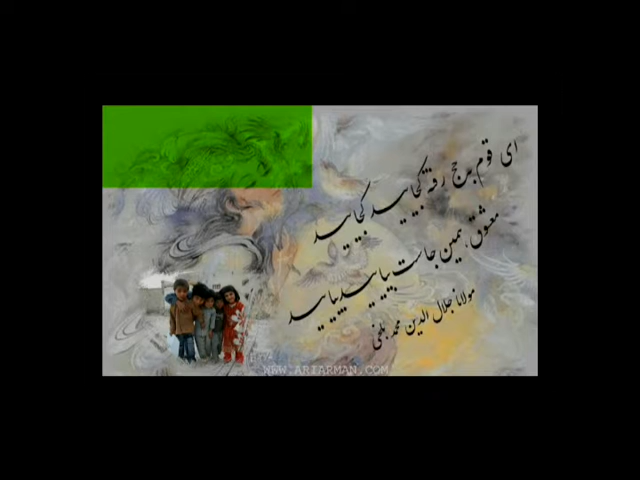 ای قوم به حج رفته کجایید کجایید
معشوق همین جاست بیایید بیایید
مولانا جلال الدین محمد بلخی
WWW.ARIARMAN.COM